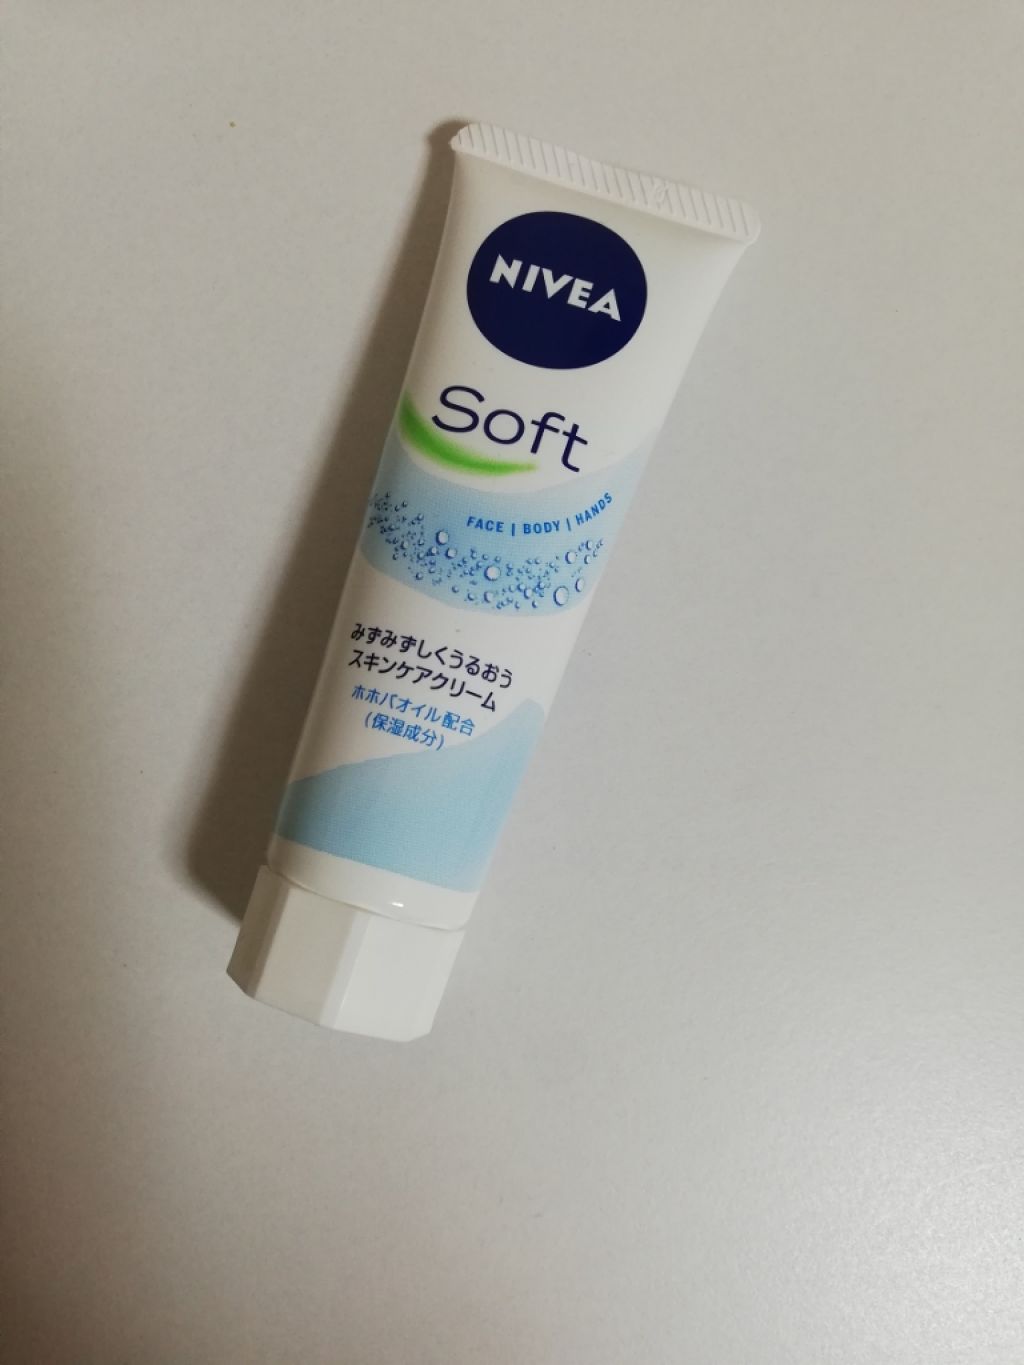 NIVEA
Soft
FACE | BODY | HANDS
みずみずしくうるおう
スキンケアクリーム
ホホバオイル配合
(保湿成分)